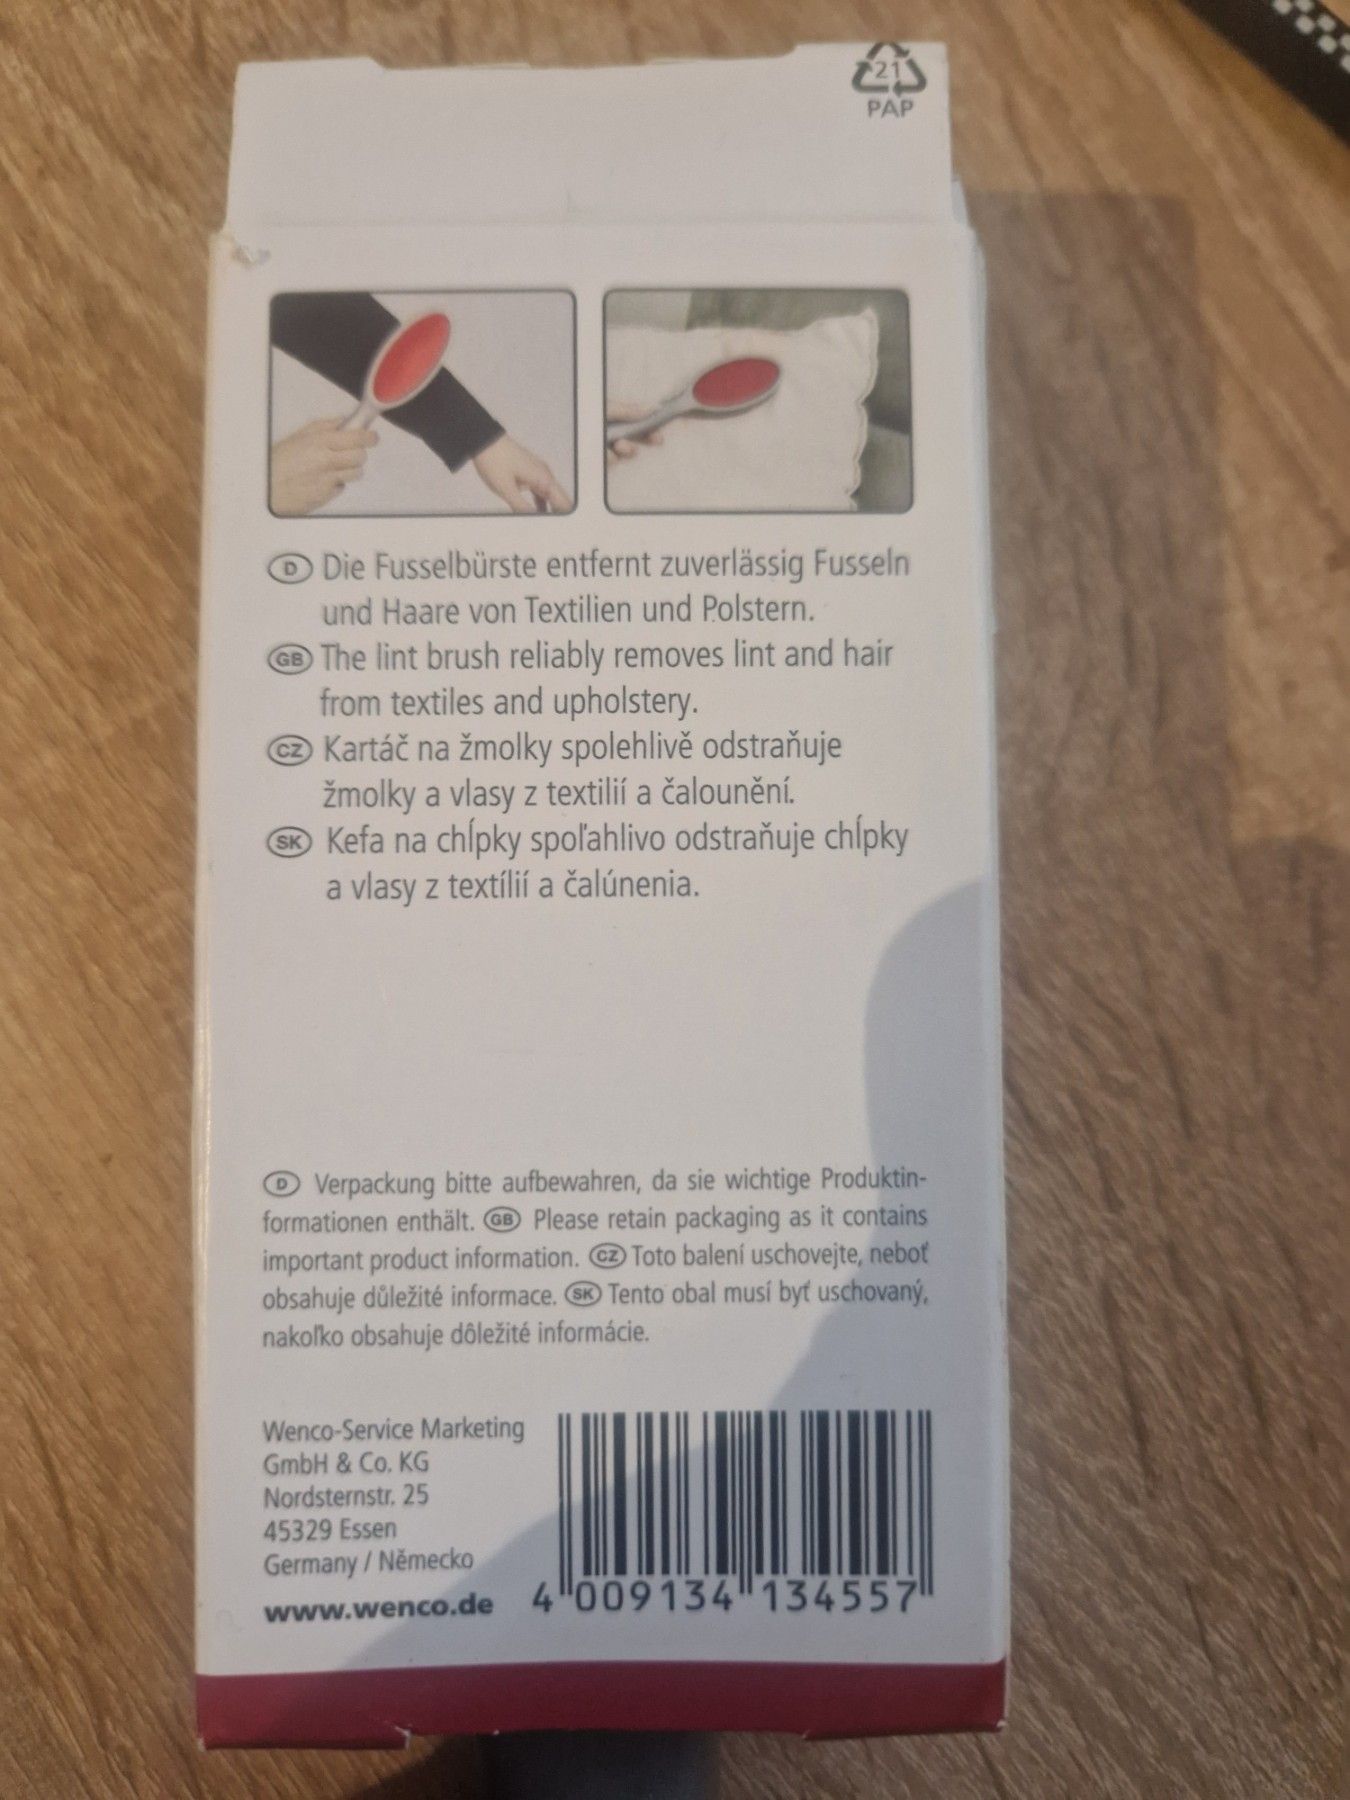 21
PAP
D Die Fusselbürste entfernt zuverlässig Fusseln
und Haare von Textilien und Polstern.
GB The lint brush reliably removes lint and hair
from textiles and upholstery.
CZ Kartáč na žmolky spolehlivě odstraňuje
žmolky a vlasy z textilií a čalounění.
SK Kefa na chĺpky spoľahlivo odstraňuje chĺpky
a vlasy z textílií a čalúnenia.
D Verpackung bitte aufbewahren, da sie wichtige Produktin-
formationen enthält. GB Please retain packaging as it contains
important product information. CZ Toto balení uschovejte, neboť
obsahuje důležité informace. SK Tento obal musí byť uschovaný,
nakoľko obsahuje dôležité informácie.
Wenco-Service Marketing
GmbH & Co. KG
Nordsternstr. 25
45329 Essen
Germany / Německo
www.wenco.de
4 009134 134557